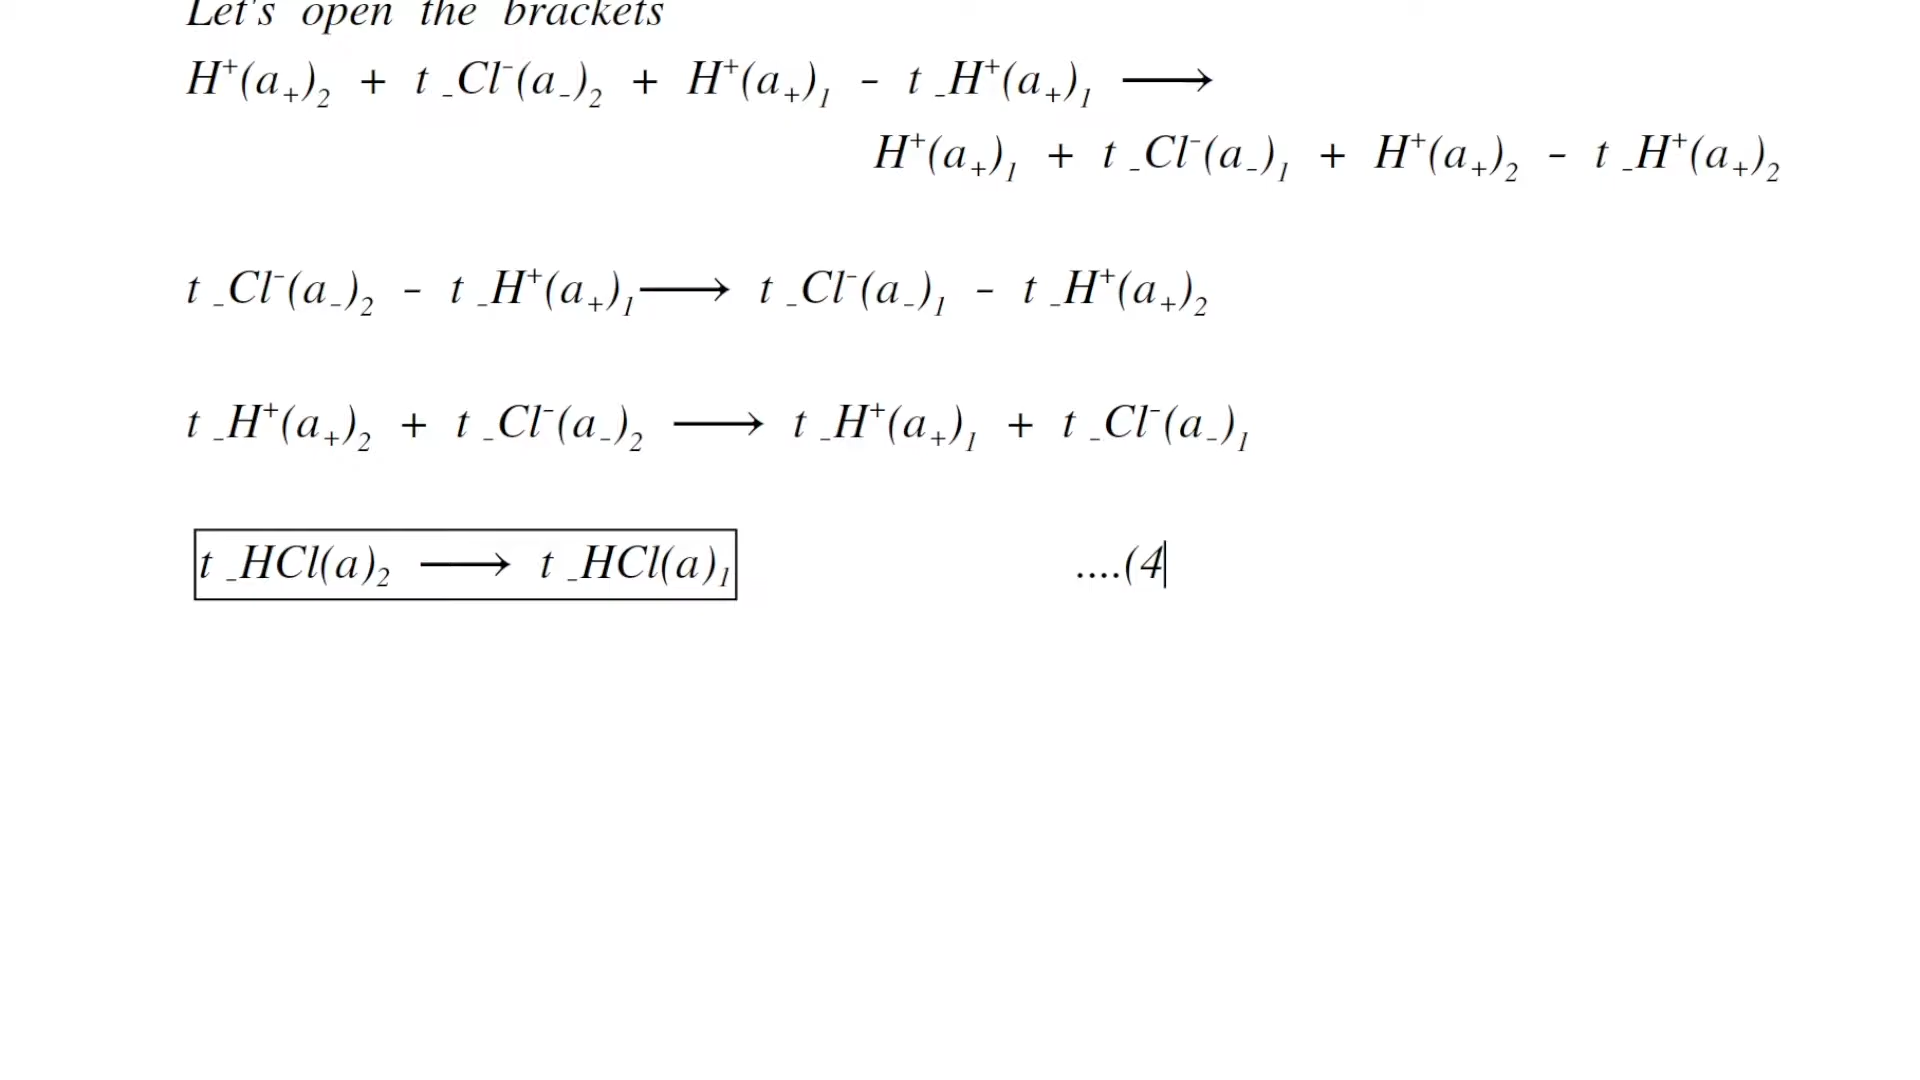 Let's open the brackets
H⁺(a₊)₂ + t₋Cl⁻(a₋)₂ + H⁺(a₊)₁ - t₋H⁺(a₊)₁ ⟶
H⁺(a₊)₁ + t₋Cl⁻(a₋)₁ + H⁺(a₊)₂ - t₋H⁺(a₊)₂
t₋Cl⁻(a₋)₂ - t₋H⁺(a₊)₁ ⟶ t₋Cl⁻(a₋)₁ - t₋H⁺(a₊)₂
t₋H⁺(a₊)₂ + t₋Cl⁻(a₋)₂ ⟶ t₋H⁺(a₊)₁ + t₋Cl⁻(a₋)₁
t₋HCl(a)₂ ⟶ t₋HCl(a)₁ ....(4